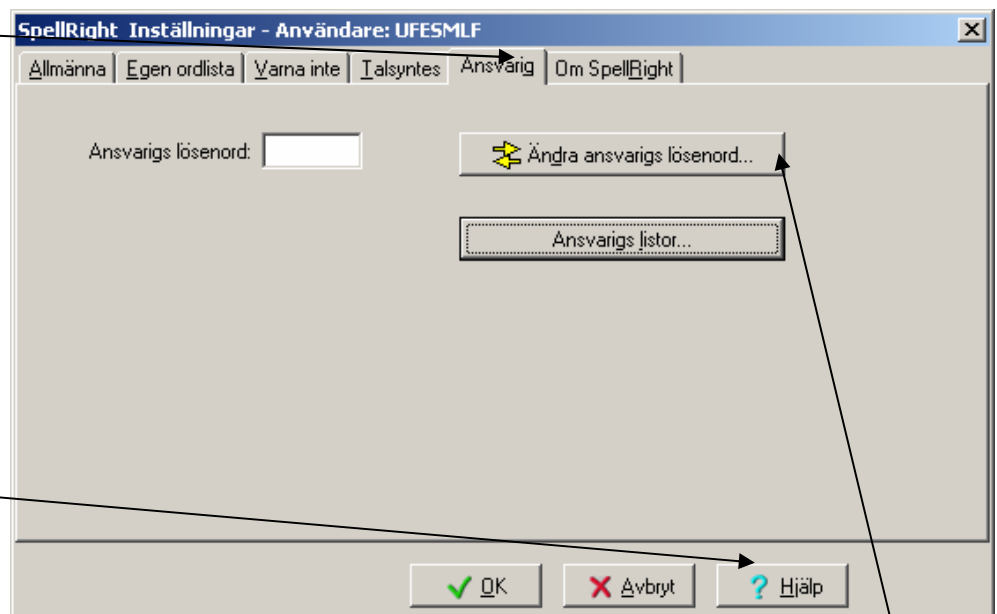 SpellRight Inställningar - Användare: UFESMLF
Allmänna Egen ordlista Varna inte Talsyntes Ansvarig Om SpellRight
Ansvarigs lösenord: Ändra ansvarigs lösenord...
Ansvarigs listor...
OK Avbryt Hjälp